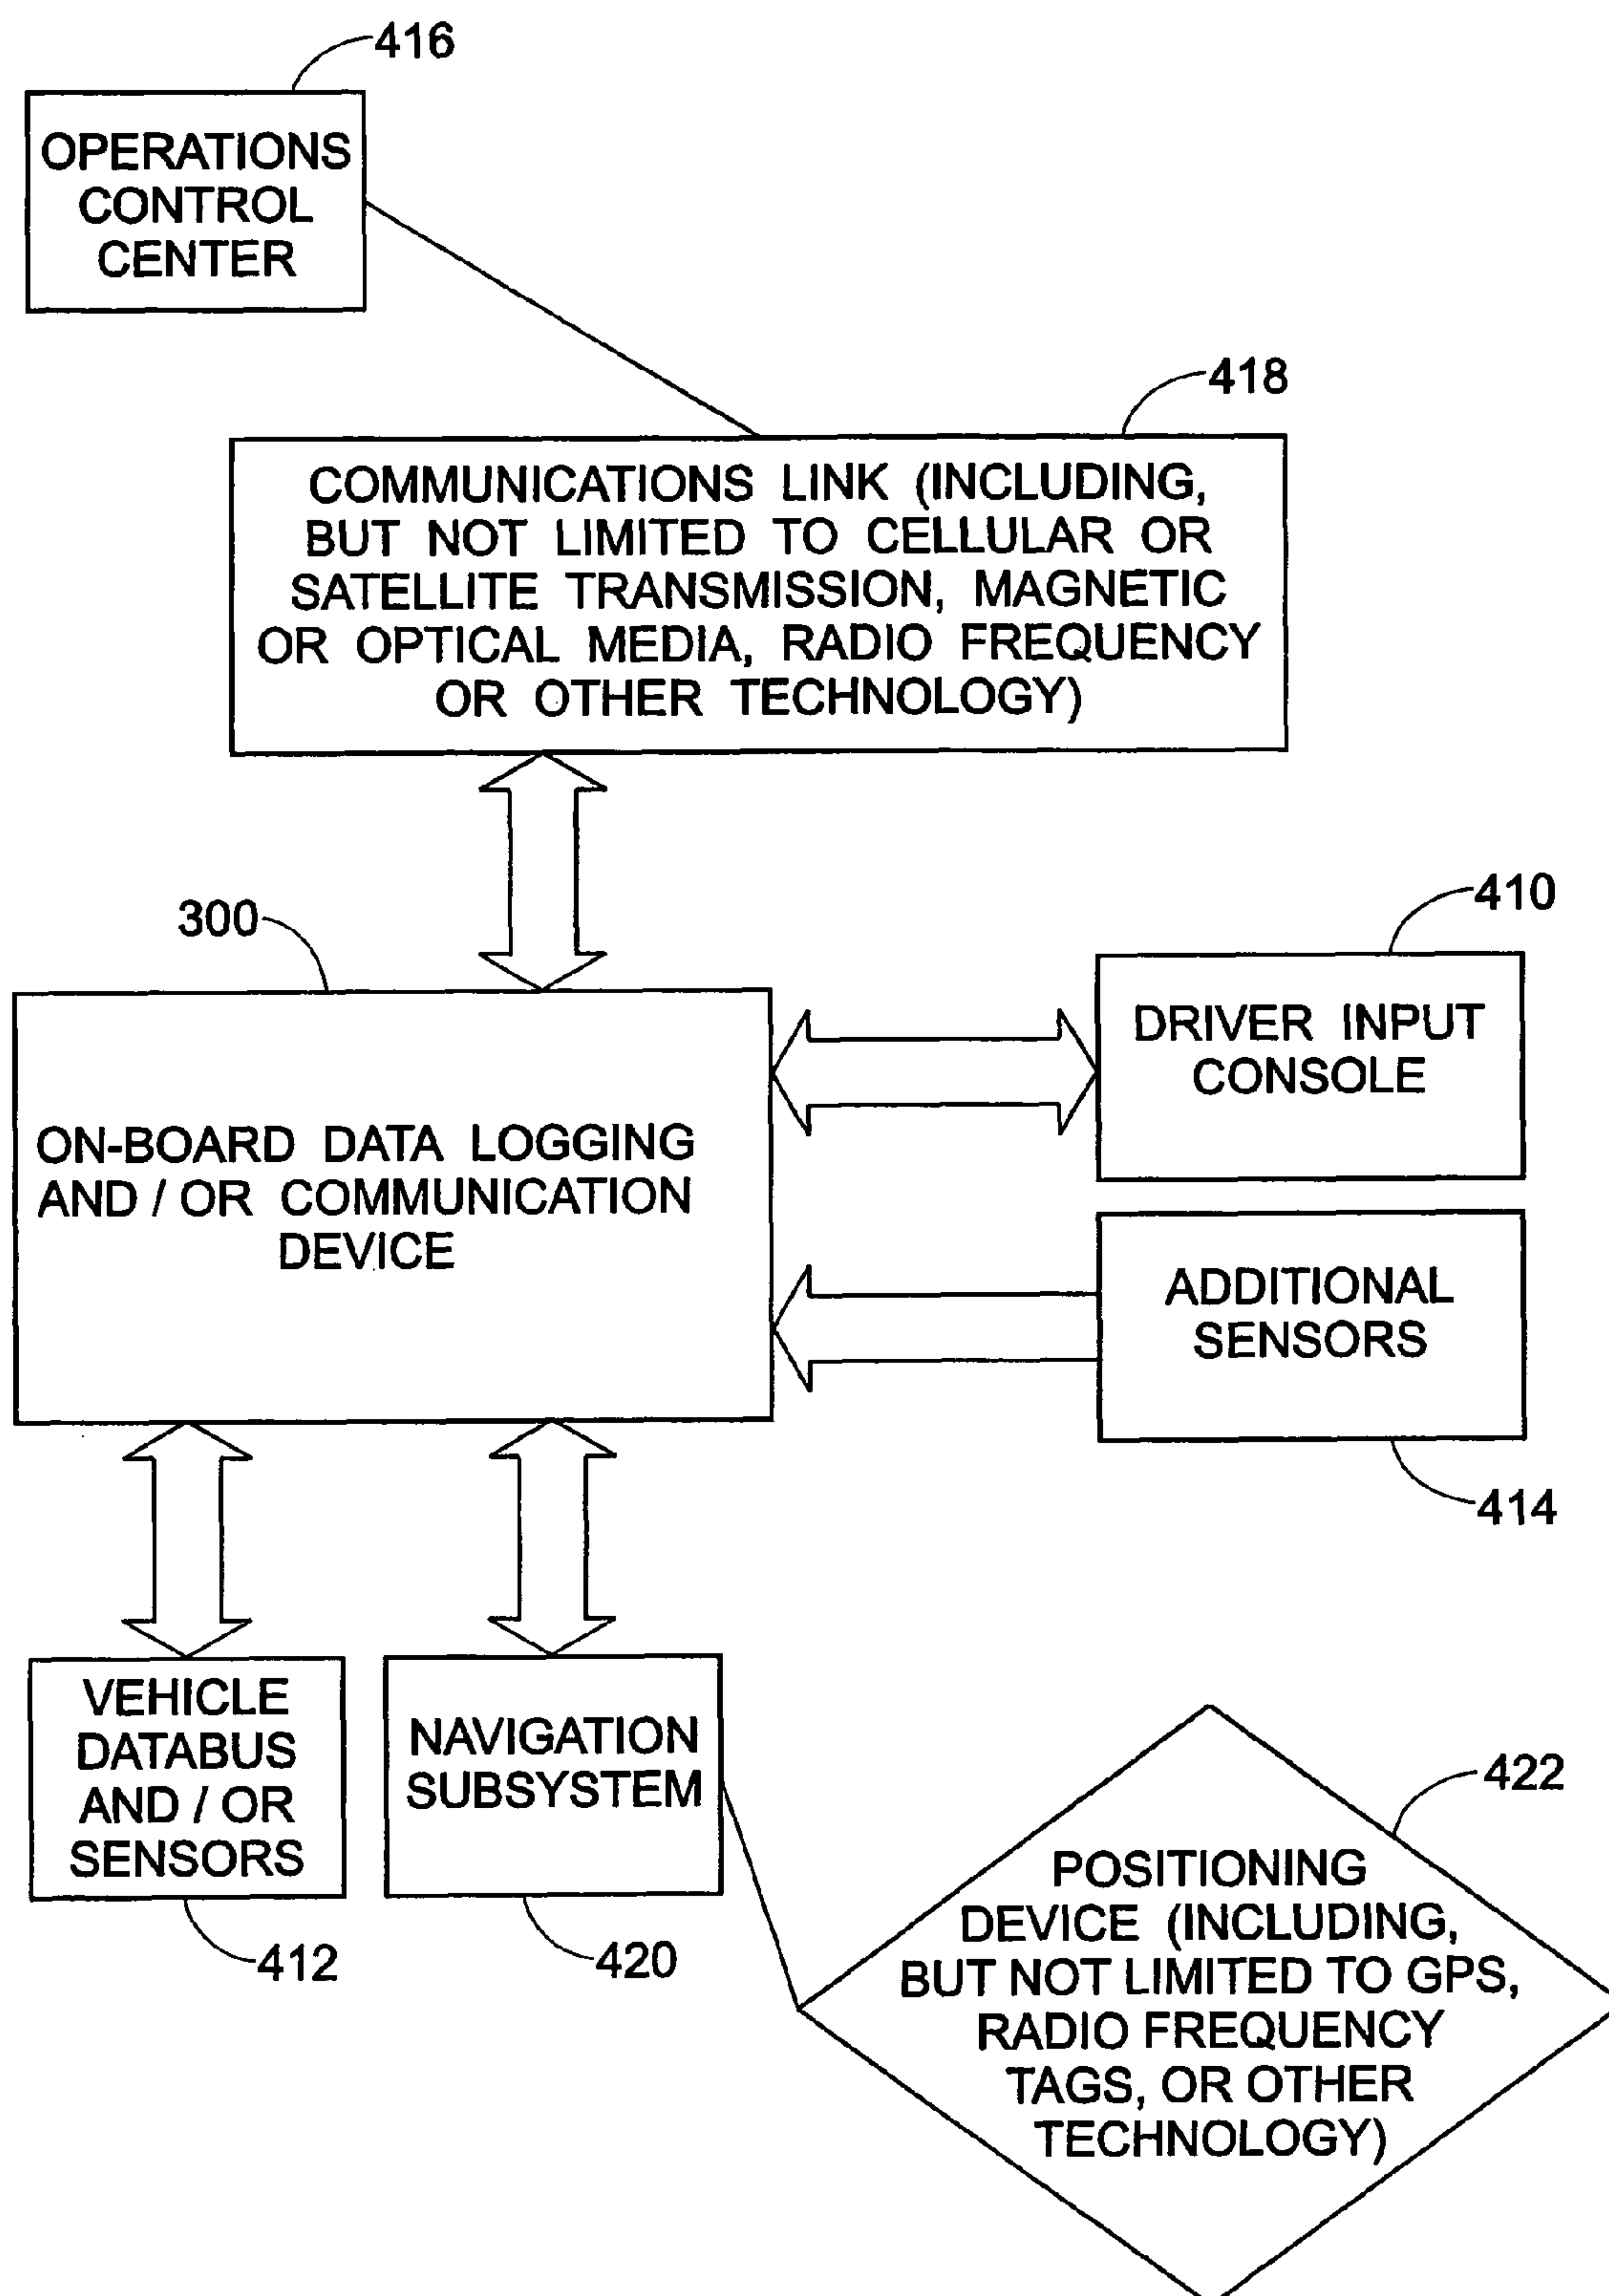 416
OPERATIONS
CONTROL
CENTER
418
COMMUNICATIONS LINK (INCLUDING,
BUT NOT LIMITED TO CELLULAR OR
SATELLITE TRANSMISSION, MAGNETIC
OR OPTICAL MEDIA, RADIO FREQUENCY
OR OTHER TECHNOLOGY)
300
410
DRIVER INPUT
CONSOLE
ON-BOARD DATA LOGGING
AND / OR COMMUNICATION
DEVICE
ADDITIONAL
SENSORS
414
VEHICLE
DATABUS
AND / OR
SENSORS
412
NAVIGATION
SUBSYSTEM
420
422
POSITIONING
DEVICE (INCLUDING,
BUT NOT LIMITED TO GPS,
RADIO FREQUENCY
TAGS, OR OTHER
TECHNOLOGY)